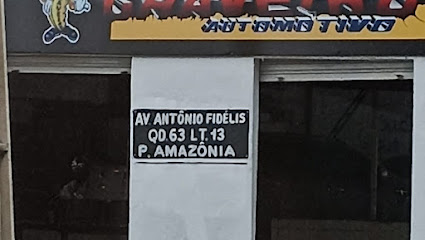 AUTOMOTIVO
AV. ANTÔNIO FIDÉLIS
QD.63 LT.13
P. AMAZÔNIA